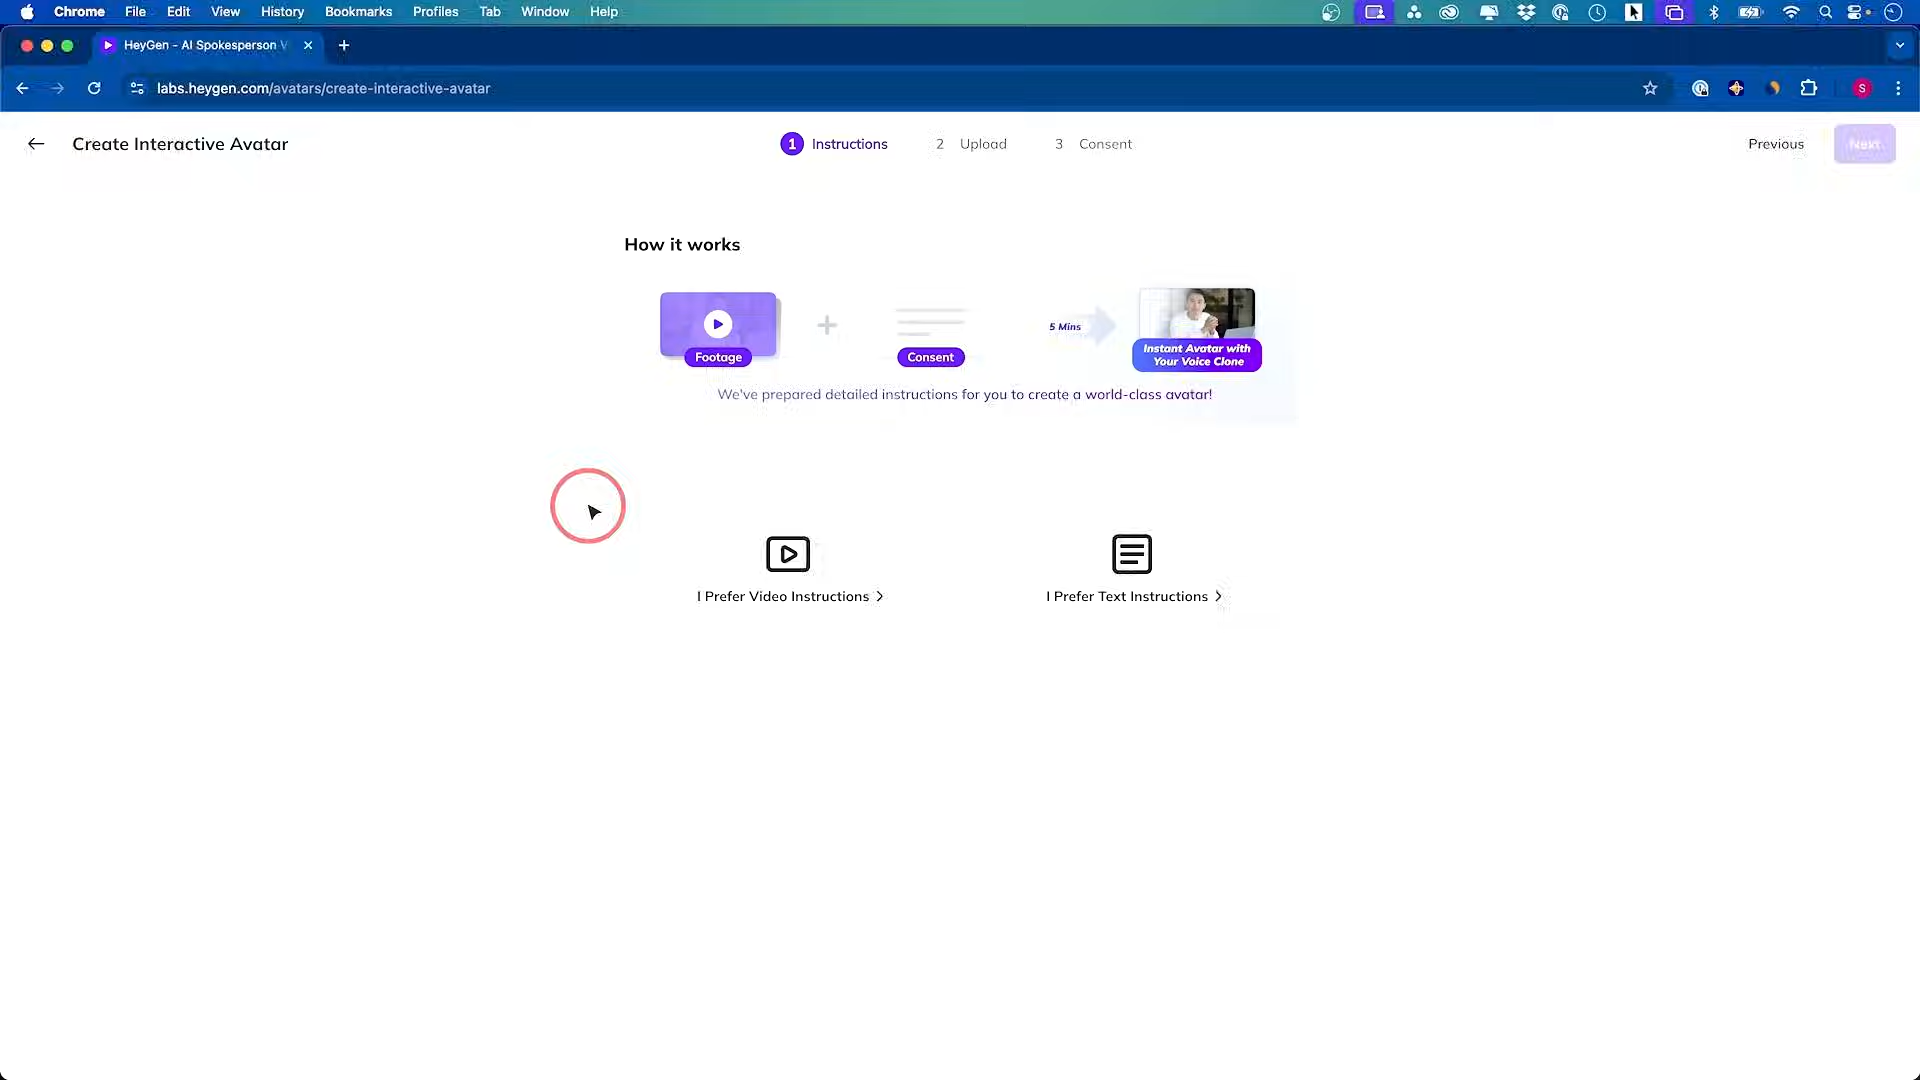 Chrome File Edit View History Bookmarks Profiles Tab Window Help
HeyGen - AI Spokesperson V
labs.heygen.com/avatars/create-interactive-avatar
S
Create Interactive Avatar
1 Instructions
2 Upload
3 Consent
Previous
Next
How it works
Footage
Consent
5 Mins
Instant Avatar with
Your Voice Clone
We've prepared detailed instructions for you to create a world-class avatar!
I Prefer Video Instructions
I Prefer Text Instructions